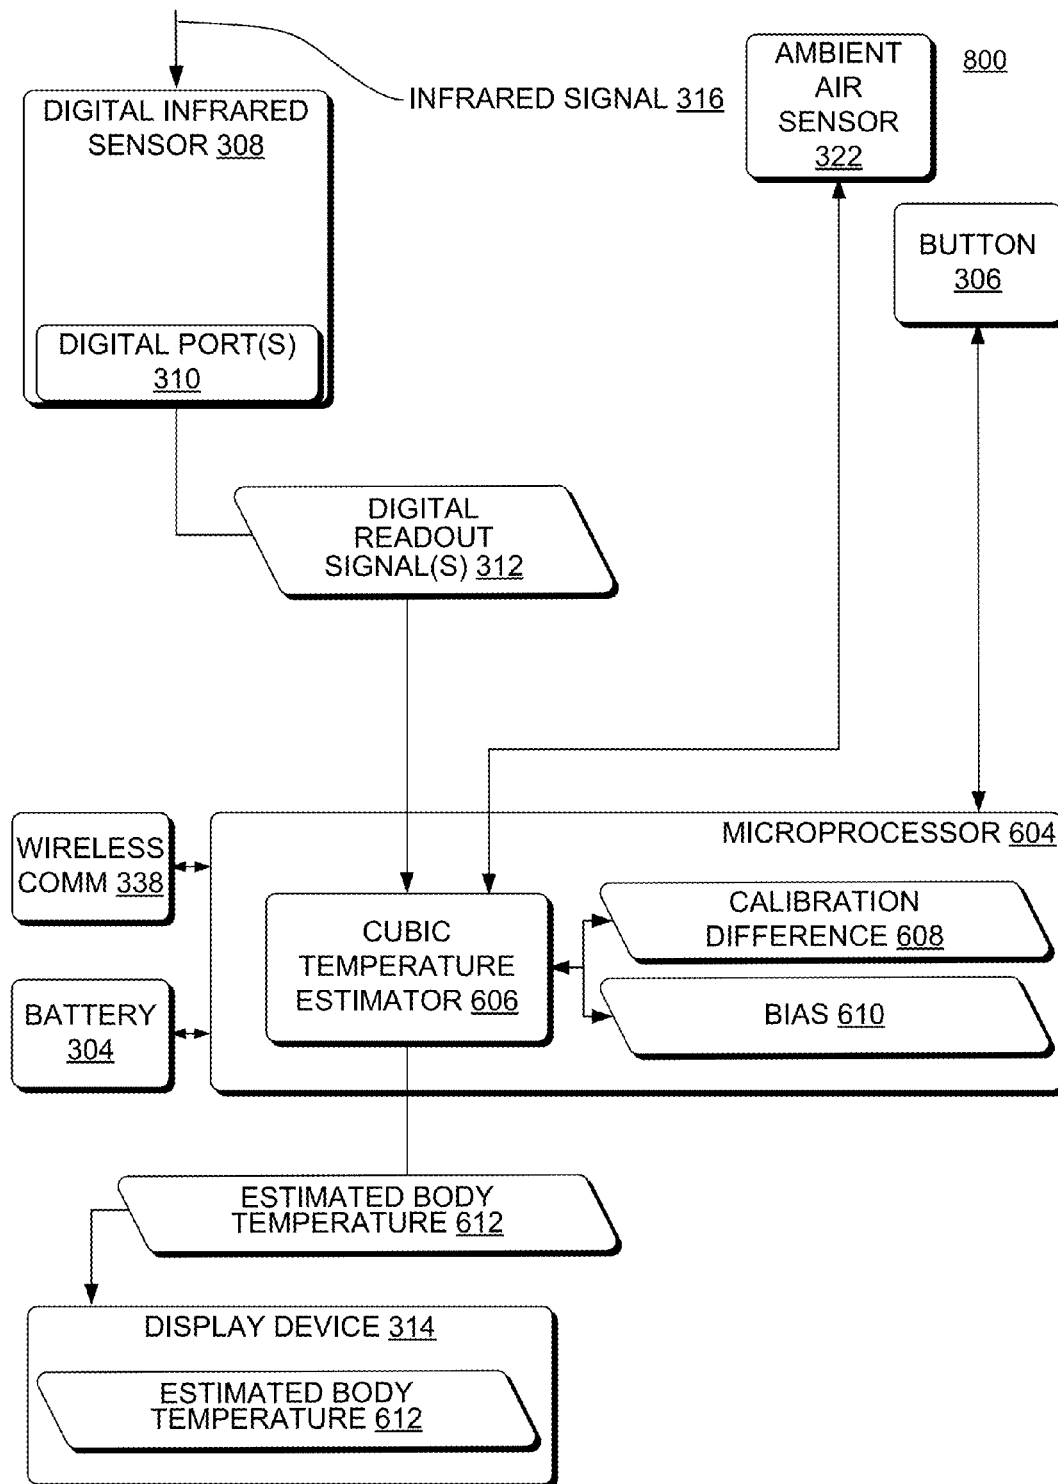 800
INFRARED SIGNAL 316
DIGITAL INFRARED
SENSOR 308
DIGITAL PORT(S)
310
AMBIENT
AIR
SENSOR
322
BUTTON
306
DIGITAL
READOUT
SIGNAL(S) 312
WIRELESS
COMM 338
BATTERY
304
MICROPROCESSOR 604
CUBIC
TEMPERATURE
ESTIMATOR 606
CALIBRATION
DIFFERENCE 608
BIAS 610
ESTIMATED BODY
TEMPERATURE 612
DISPLAY DEVICE 314
ESTIMATED BODY
TEMPERATURE 612